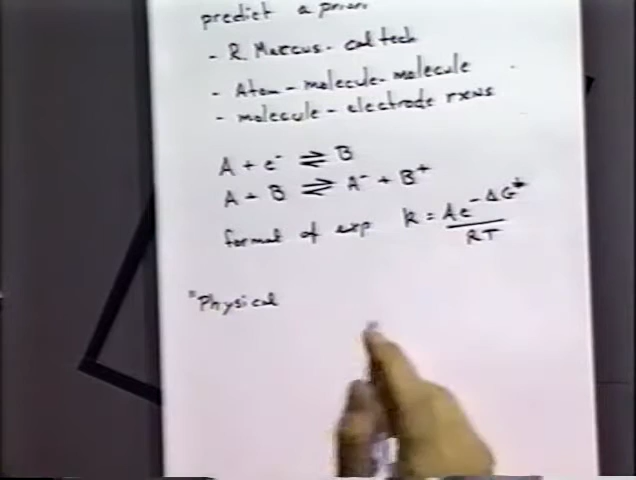 predict a priori
- R. Marcus - cal tech
- Atom - molecule - molecule
- molecule - electrode rxns
A + e⁻ ⇌ B
A + B ⇌ A⁻ + B⁺
format of exp k = Ae^-ΔG^‡ / RT
"Physical